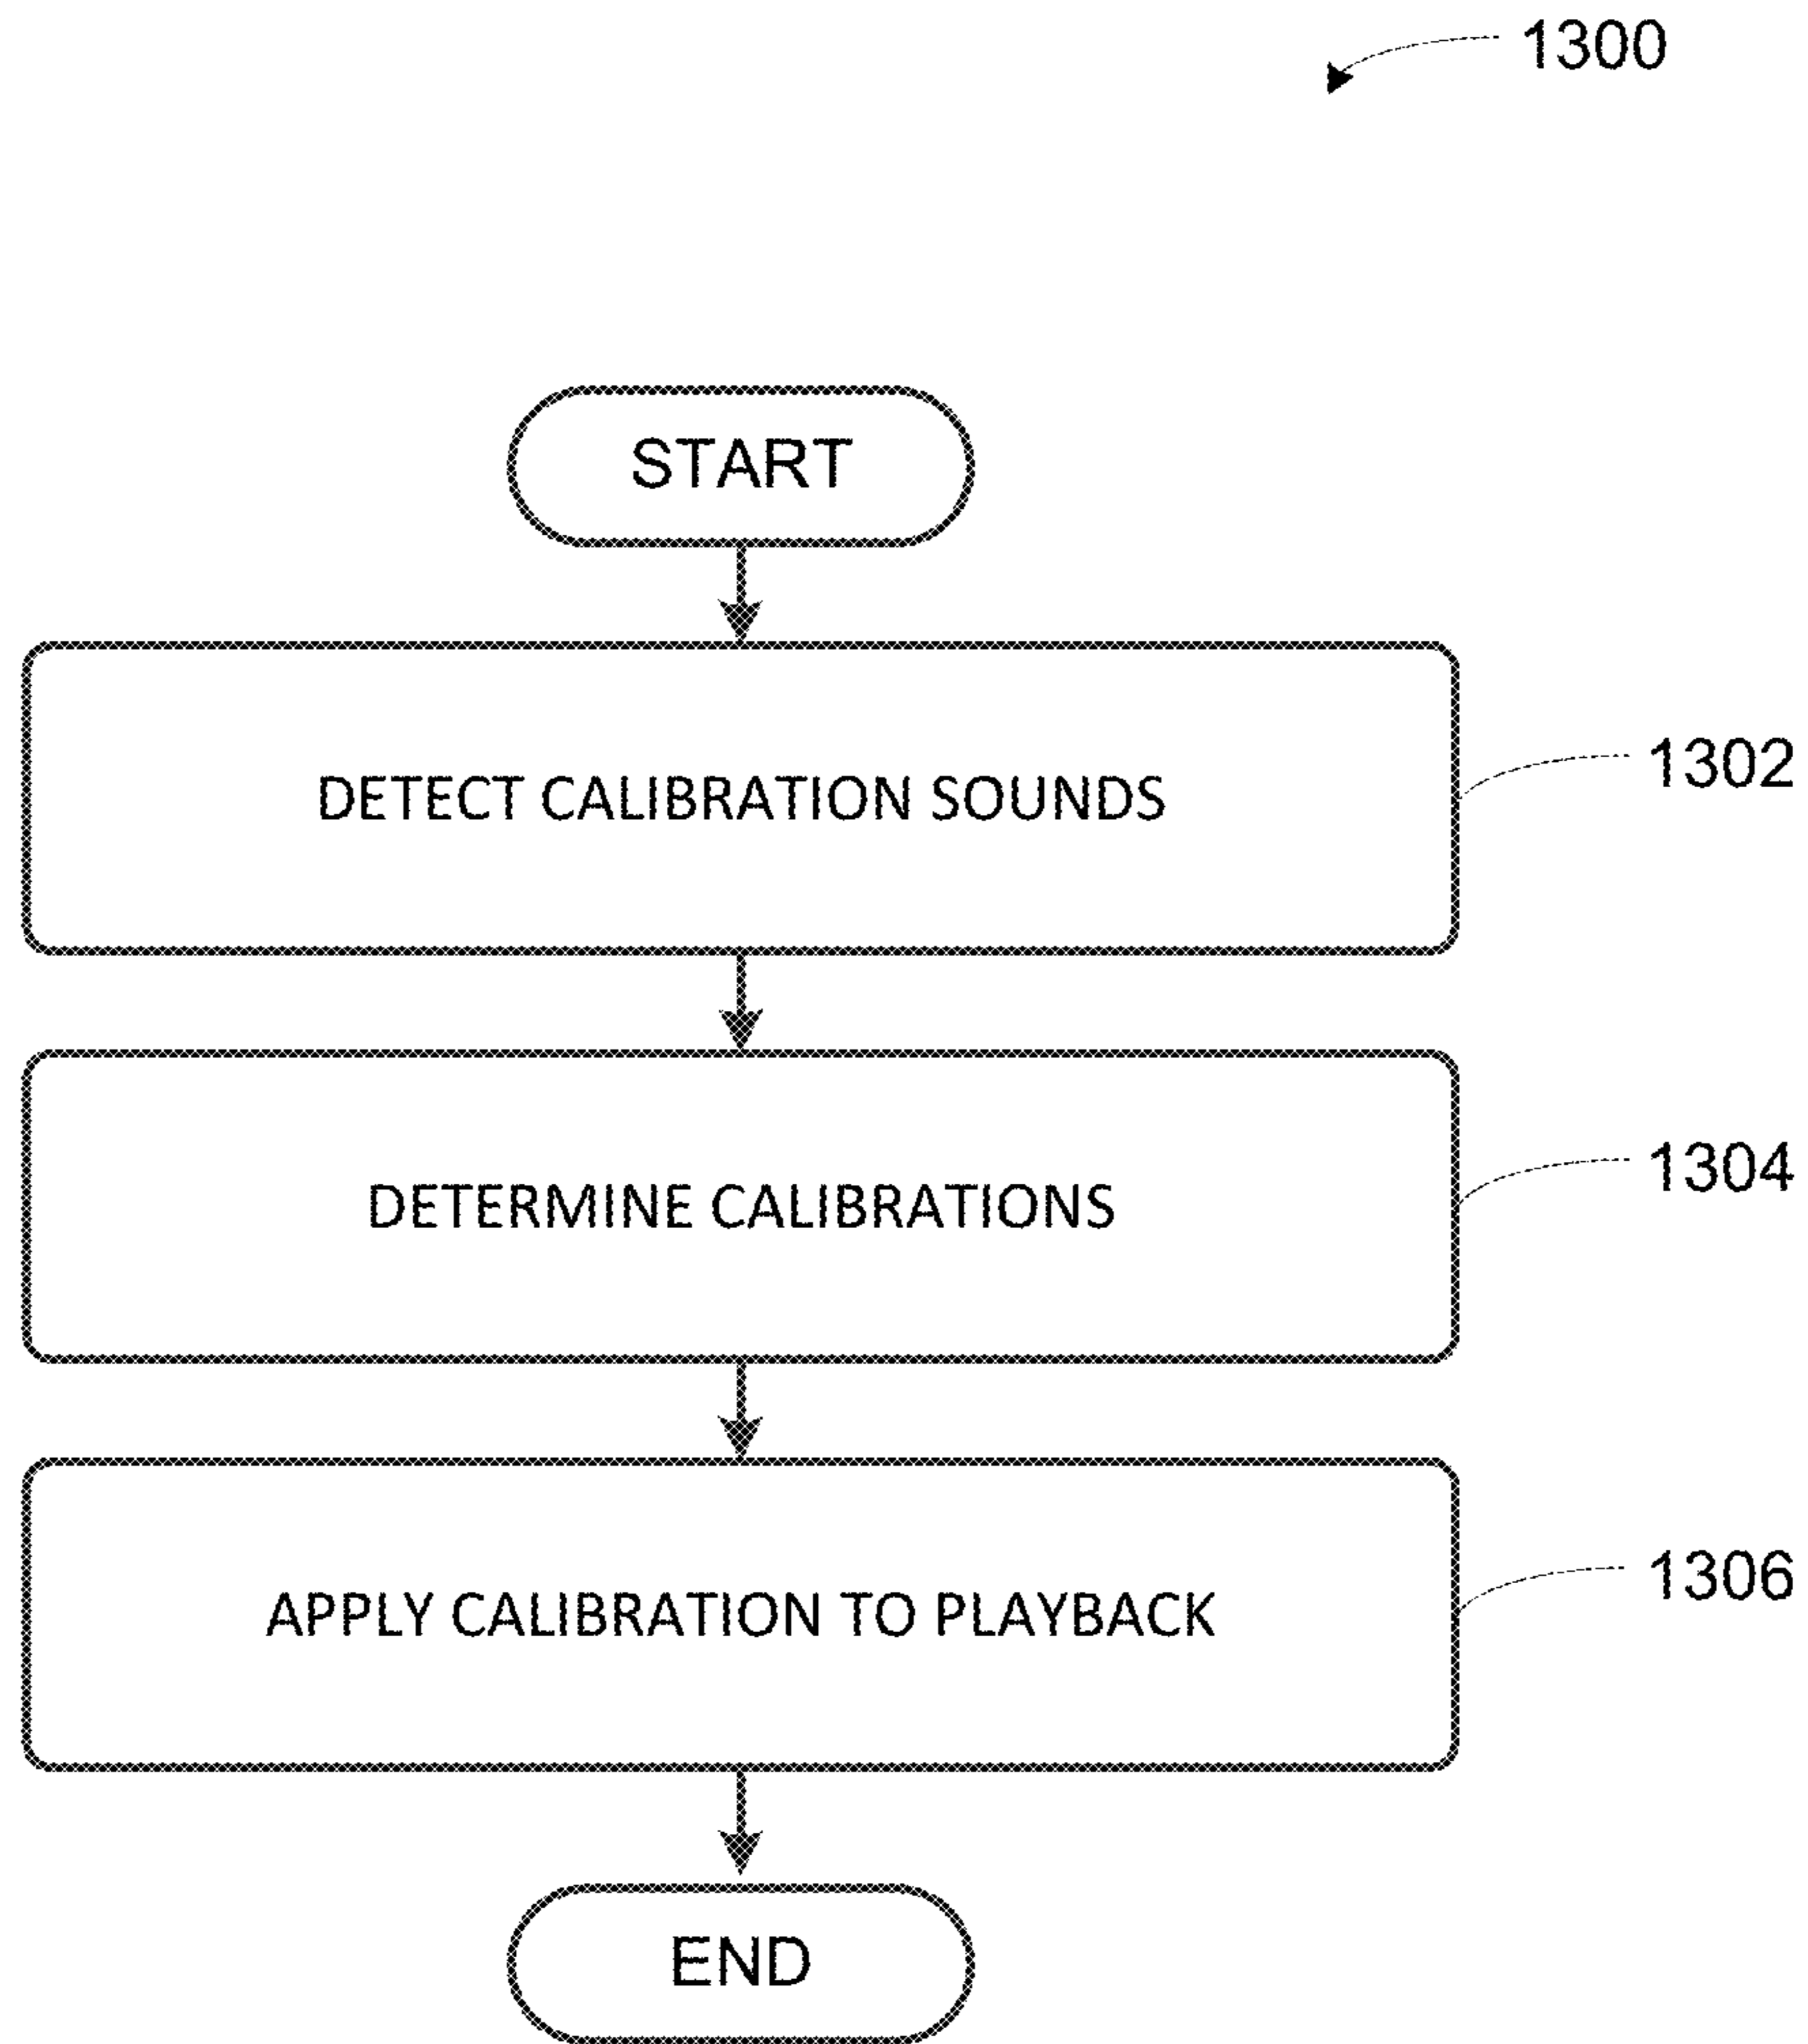 1300
START
DETECT CALIBRATION SOUNDS
1302
DETERMINE CALIBRATIONS
1304
APPLY CALIBRATION TO PLAYBACK
1306
END